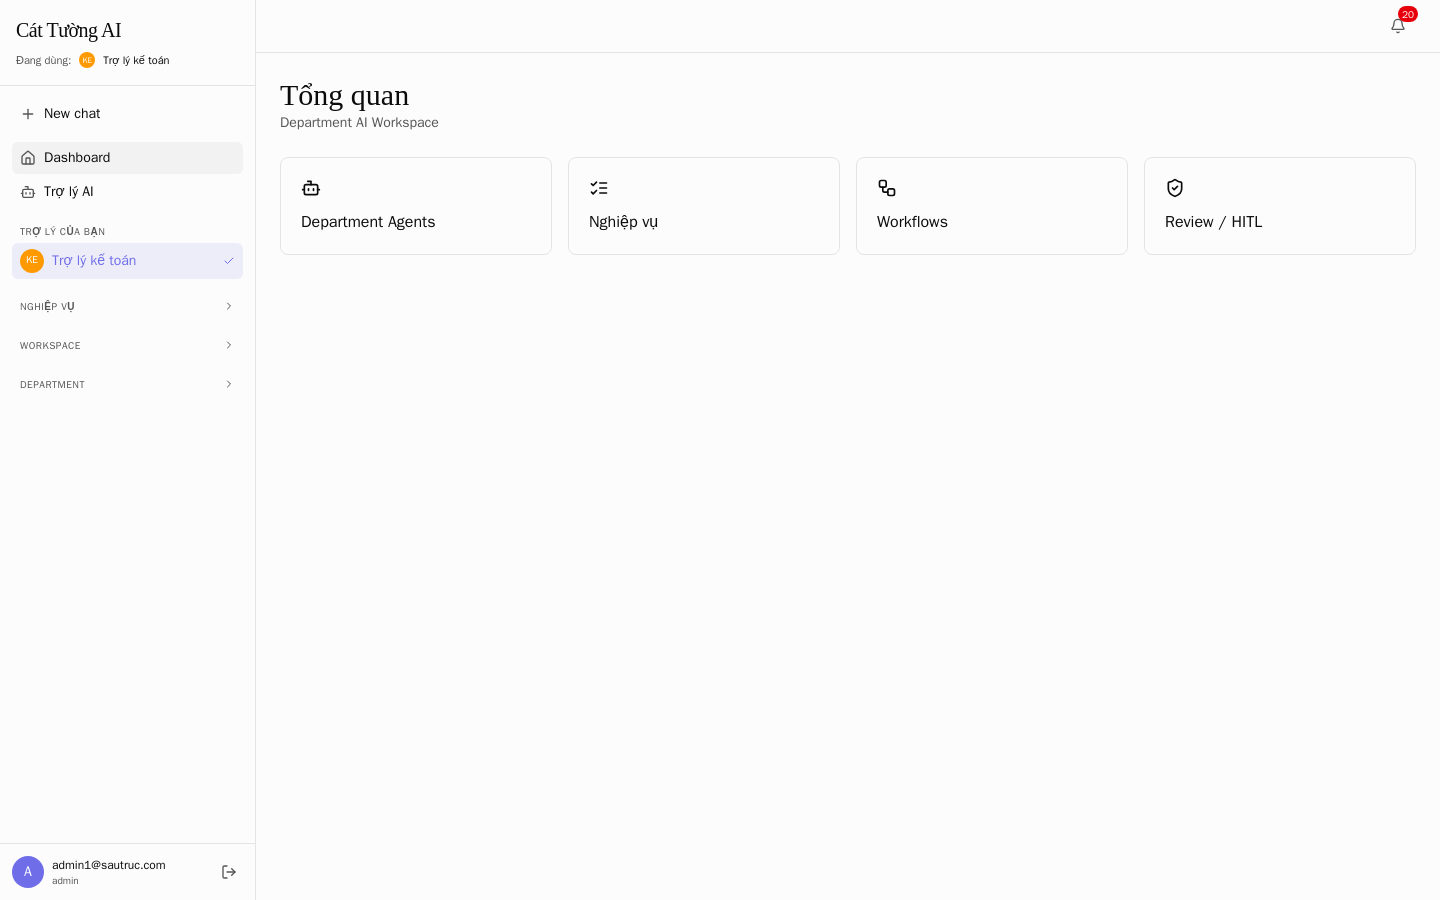 Cát Tường AI
Đang dùng: KE Trợ lý kế toán
New chat
Dashboard
Trợ lý AI
TRỢ LÝ CỦA BẠN
KE Trợ lý kế toán
NGHIỆP VỤ
WORKSPACE
DEPARTMENT
A
admin1@sautruc.com
admin
20
Tổng quan
Department AI Workspace
Department Agents
Nghiệp vụ
Workflows
Review / HITL